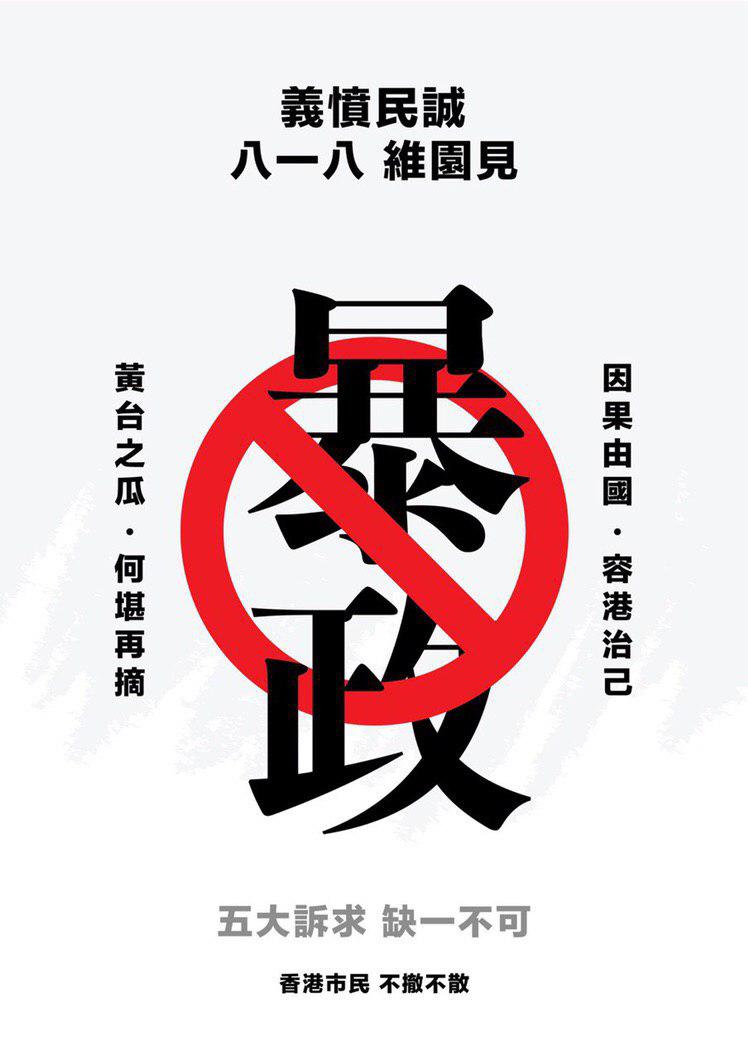 義憤民誠
八一八 維園見
因果由國·容港治己
黃台之瓜·何堪再摘
暴政
五大訴求 缺一不可
香港市民 不撤不散